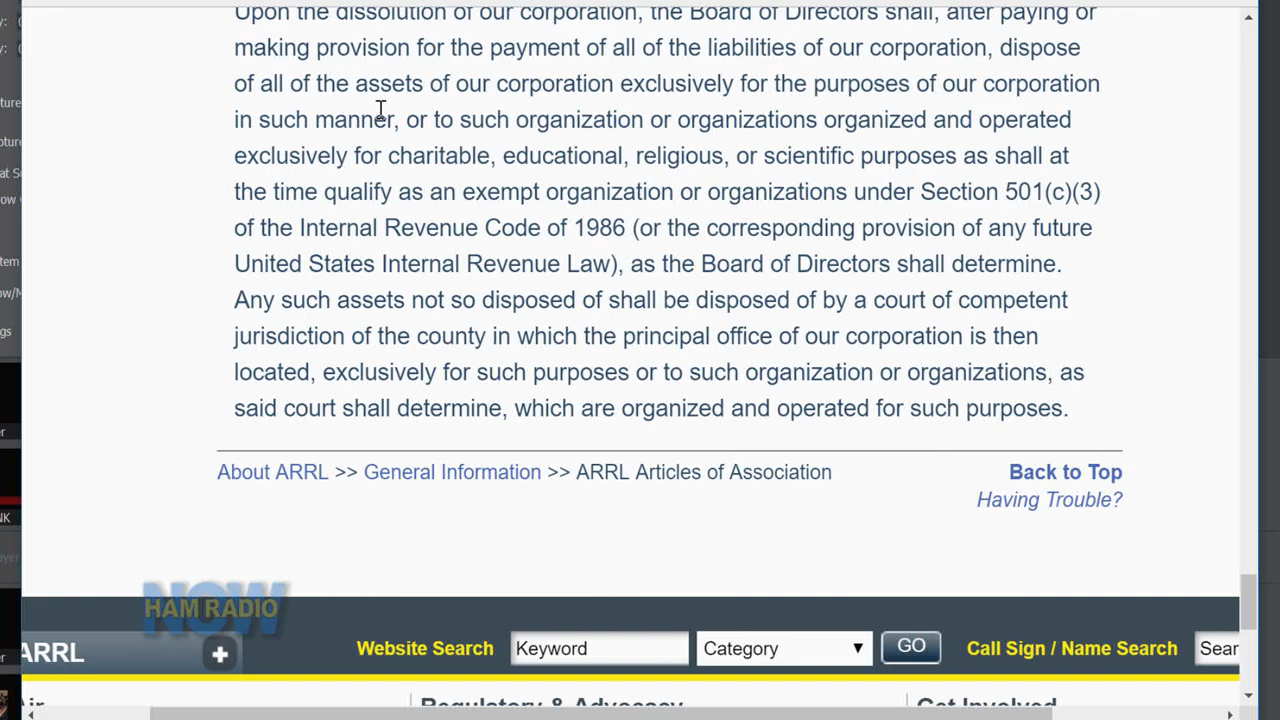 Upon the dissolution of our corporation, the Board of Directors shall, after paying or
making provision for the payment of all of the liabilities of our corporation, dispose
of all of the assets of our corporation exclusively for the purposes of our corporation
in such manner, or to such organization or organizations organized and operated
exclusively for charitable, educational, religious, or scientific purposes as shall at
the time qualify as an exempt organization or organizations under Section 501(c)(3)
of the Internal Revenue Code of 1986 (or the corresponding provision of any future
United States Internal Revenue Law), as the Board of Directors shall determine.
Any such assets not so disposed of shall be disposed of by a court of competent
jurisdiction of the county in which the principal office of our corporation is then
located, exclusively for such purposes or to such organization or organizations, as
said court shall determine, which are organized and operated for such purposes.
About ARRL >> General Information >> ARRL Articles of Association
Back to Top
Having Trouble?
NOW
HAM RADIO
ARRL +
Website Search Keyword Category ▼ GO Call Sign / Name Search Sear
Air Regulatory & Advocacy Get Involved